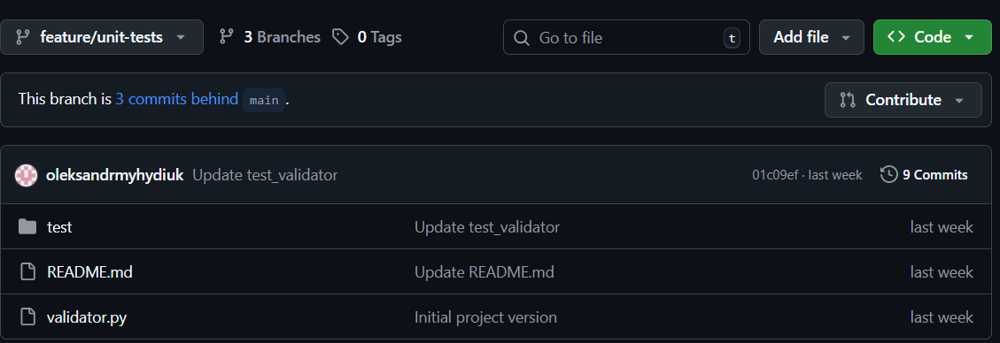 feature/unit-tests 3 Branches 0 Tags Go to file t Add file Code
This branch is 3 commits behind main .
Contribute
oleksandrmyhydiuk Update test_validator 01c09ef · last week 9 Commits
test Update test_validator last week
README.md Update README.md last week
validator.py Initial project version last week